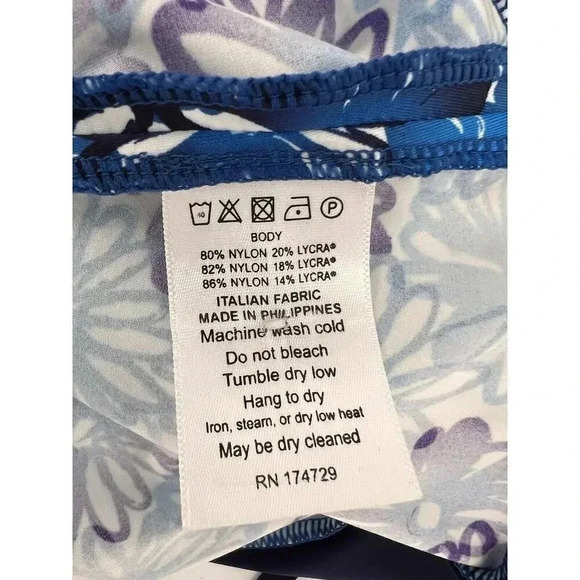 40 P
BODY
80% NYLON 20% LYCRA®
82% NYLON 18% LYCRA®
86% NYLON 14% LYCRA®
ITALIAN FABRIC
MADE IN PHILIPPINES
Machine wash cold
Do not bleach
Tumble dry low
Hang to dry
Iron, steam, or dry low heat
May be dry cleaned
RN 174729